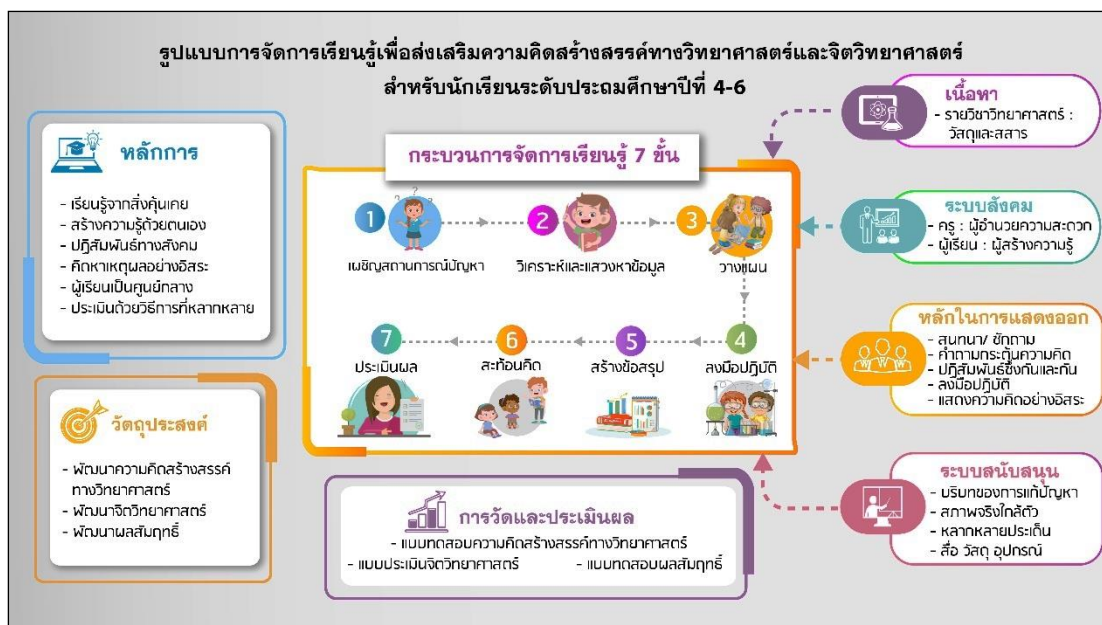 รูปแบบการจัดการเรียนรู้เพื่อส่งเสริมความคิดสร้างสรรค์ทางวิทยาศาสตร์และจิตวิทยาศาสตร์
สำหรับนักเรียนระดับประถมศึกษาปีที่ 4-6
หลักการ
- เรียนรู้จากสิ่งคุ้นเคย
- สร้างความรู้ด้วยตนเอง
- ปฏิสัมพันธ์ทางสังคม
- คิดหาเหตุผลอย่างอิสระ
- ผู้เรียนเป็นศูนย์กลาง
- ประเมินด้วยวิธีการที่หลากหลาย
วัตถุประสงค์
- พัฒนาความคิดสร้างสรรค์
ทางวิทยาศาสตร์
- พัฒนาจิตวิทยาศาสตร์
- พัฒนาผลสัมฤทธิ์
กระบวนการจัดการเรียนรู้ 7 ขั้น
1
เผชิญสถานการณ์ปัญหา
2
วิเคราะห์และแสวงหาข้อมูล
3
วางแผน
4
ลงมือปฏิบัติ
5
สร้างข้อสรุป
6
สะท้อนคิด
7
ประเมินผล
การวัดและประเมินผล
- แบบทดสอบความคิดสร้างสรรค์ทางวิทยาศาสตร์
- แบบประเมินจิตวิทยาศาสตร์ - แบบทดสอบผลสัมฤทธิ์
เนื้อหา
- รายวิชาวิทยาศาสตร์ :
วัสดุและสสาร
ระบบสังคม
- ครู : ผู้อำนวยความสะดวก
- ผู้เรียน : ผู้สร้างความรู้
หลักในการแสดงออก
- สนทนา/ ซักถาม
- คำถามกระตุ้นความคิด
- ปฏิสัมพันธ์ซึ่งกันและกัน
- ลงมือปฏิบัติ
- แสดงความคิดอย่างอิสระ
ระบบสนับสนุน
- บริบทของการแก้ปัญหา
- สภาพจริงใกล้ตัว
- หลากหลายประเด็น
- สื่อ วัสดุ อุปกรณ์